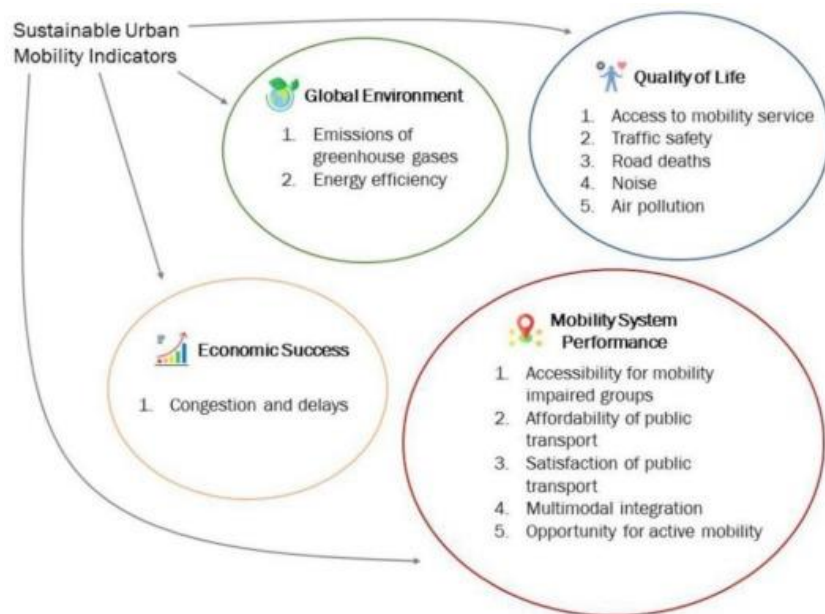 Sustainable Urban
Mobility Indicators
Global Environment
1. Emissions of
greenhouse gases
2. Energy efficiency
Quality of Life
1. Access to mobility service
2. Traffic safety
3. Road deaths
4. Noise
5. Air pollution
Economic Success
1. Congestion and delays
Mobility System
Performance
1. Accessibility for mobility
impaired groups
2. Affordability of public
transport
3. Satisfaction of public
transport
4. Multimodal integration
5. Opportunity for active mobility